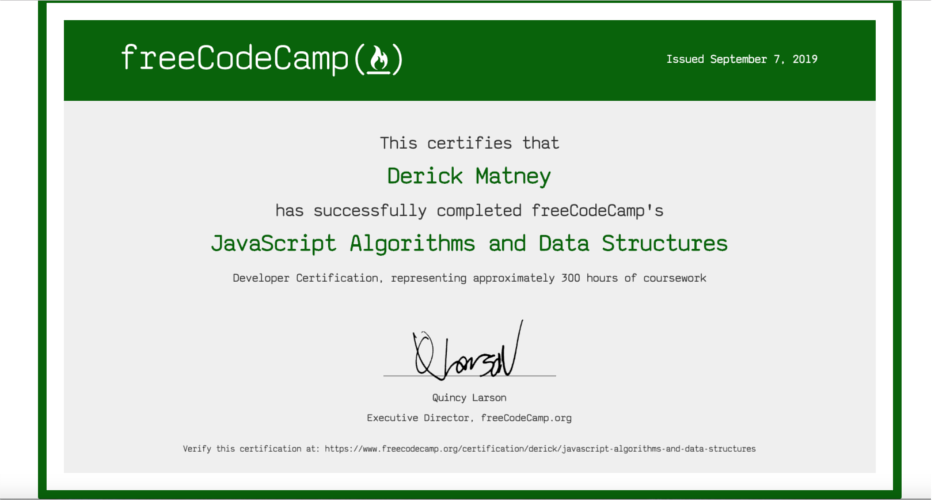 freeCodeCamp(🔥)
Issued September 7, 2019
This certifies that
Derick Matney
has successfully completed freeCodeCamp's
JavaScript Algorithms and Data Structures
Developer Certification, representing approximately 300 hours of coursework
Q Larson
Quincy Larson
Executive Director, freeCodeCamp.org
Verify this certification at: https://www.freecodecamp.org/certification/derick/javascript-algorithms-and-data-structures